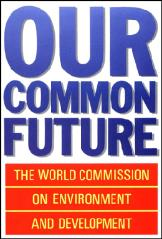 OUR
COMMON
FUTURE
THE WORLD COMMISSION
ON ENVIRONMENT
AND DEVELOPMENT